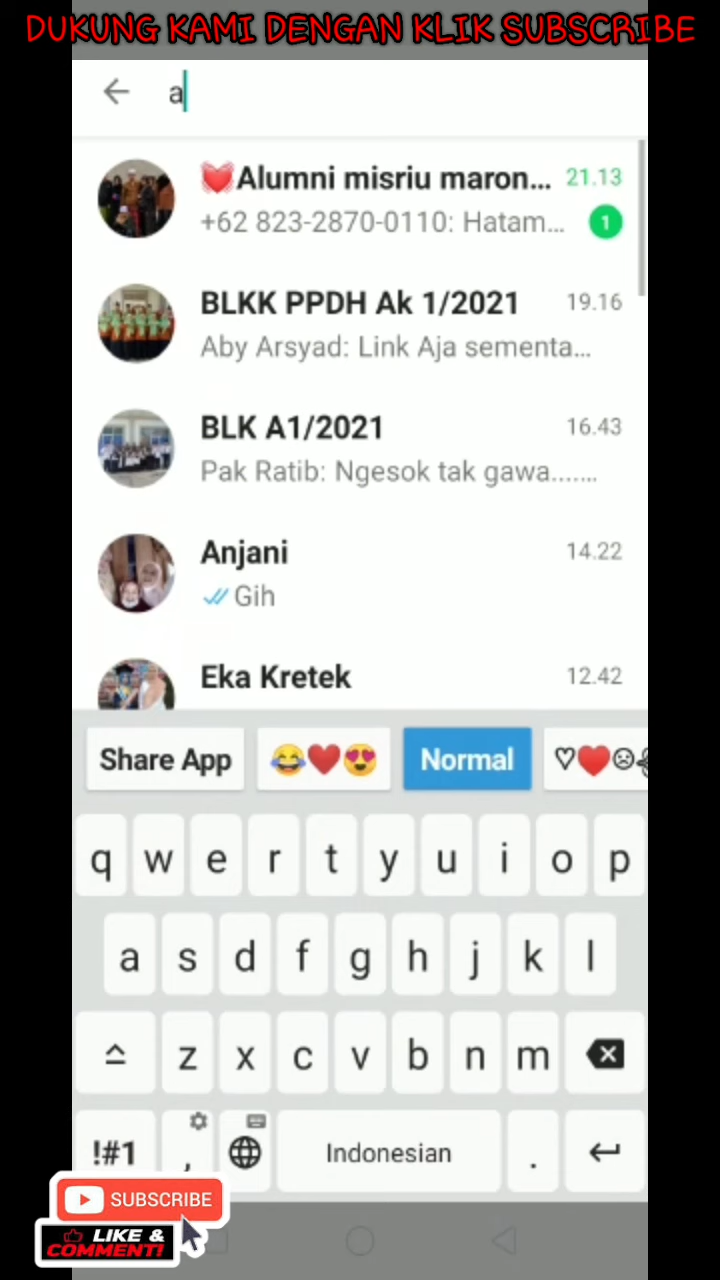 DUKUNG KAMI DENGAN KLIK SUBSCRIBE
a
💓Alumni misriu maron... 21.13
+62 823-2870-0110: Hatam... 1
BLKK PPDH Ak 1/2021 19.16
Aby Arsyad: Link Aja sementa...
BLK A1/2021 16.43
Pak Ratib: Ngesok tak gawa.......
Anjani 14.22
Gih
Eka Kretek 12.42
Share App 😂❤️😍 Normal ♡♥️☹
q w e r t y u i o p
a s d f g h j k l
z x c v b n m
!#1 , Indonesian .
SUBSCRIBE
LIKE &
COMMENT!